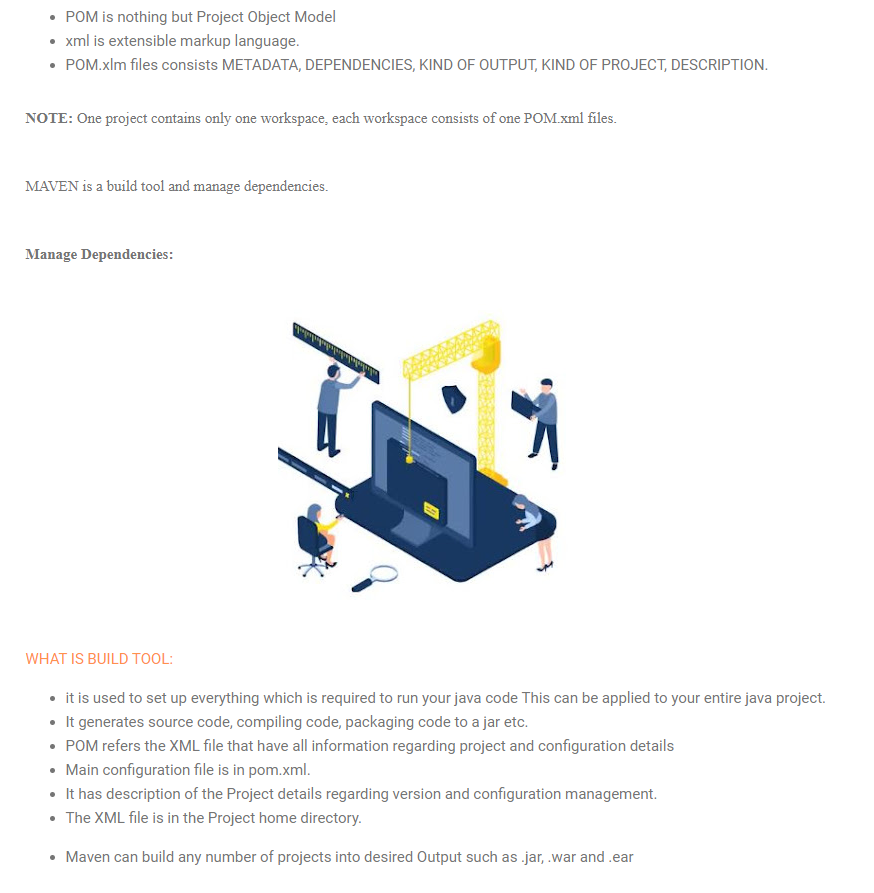 POM is nothing but Project Object Model
xml is extensible markup language.
POM.xlm files consists METADATA, DEPENDENCIES, KIND OF OUTPUT, KIND OF PROJECT, DESCRIPTION.
NOTE: One project contains only one workspace, each workspace consists of one POM.xml files.
MAVEN is a build tool and manage dependencies.
Manage Dependencies:
WHAT IS BUILD TOOL:
it is used to set up everything which is required to run your java code This can be applied to your entire java project.
It generates source code, compiling code, packaging code to a jar etc.
POM refers the XML file that have all information regarding project and configuration details
Main configuration file is in pom.xml.
It has description of the Project details regarding version and configuration management.
The XML file is in the Project home directory.
Maven can build any number of projects into desired Output such as .jar, .war and .ear